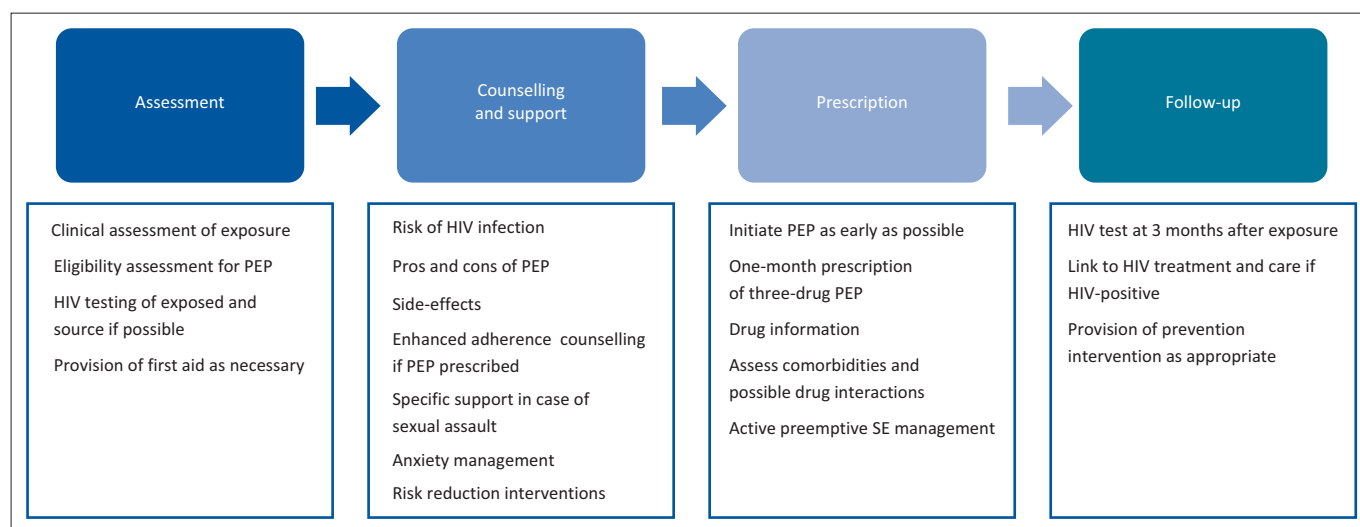 Assessment
Counselling
and support
Prescription
Follow-up
Clinical assessment of exposure
Eligibility assessment for PEP
HIV testing of exposed and
source if possible
Provision of first aid as necessary
Risk of HIV infection
Pros and cons of PEP
Side-effects
Enhanced adherence counselling
if PEP prescribed
Specific support in case of
sexual assault
Anxiety management
Risk reduction interventions
Initiate PEP as early as possible
One-month prescription
of three-drug PEP
Drug information
Assess comorbidities and
possible drug interactions
Active preemptive SE management
HIV test at 3 months after exposure
Link to HIV treatment and care if
HIV-positive
Provision of prevention
intervention as appropriate